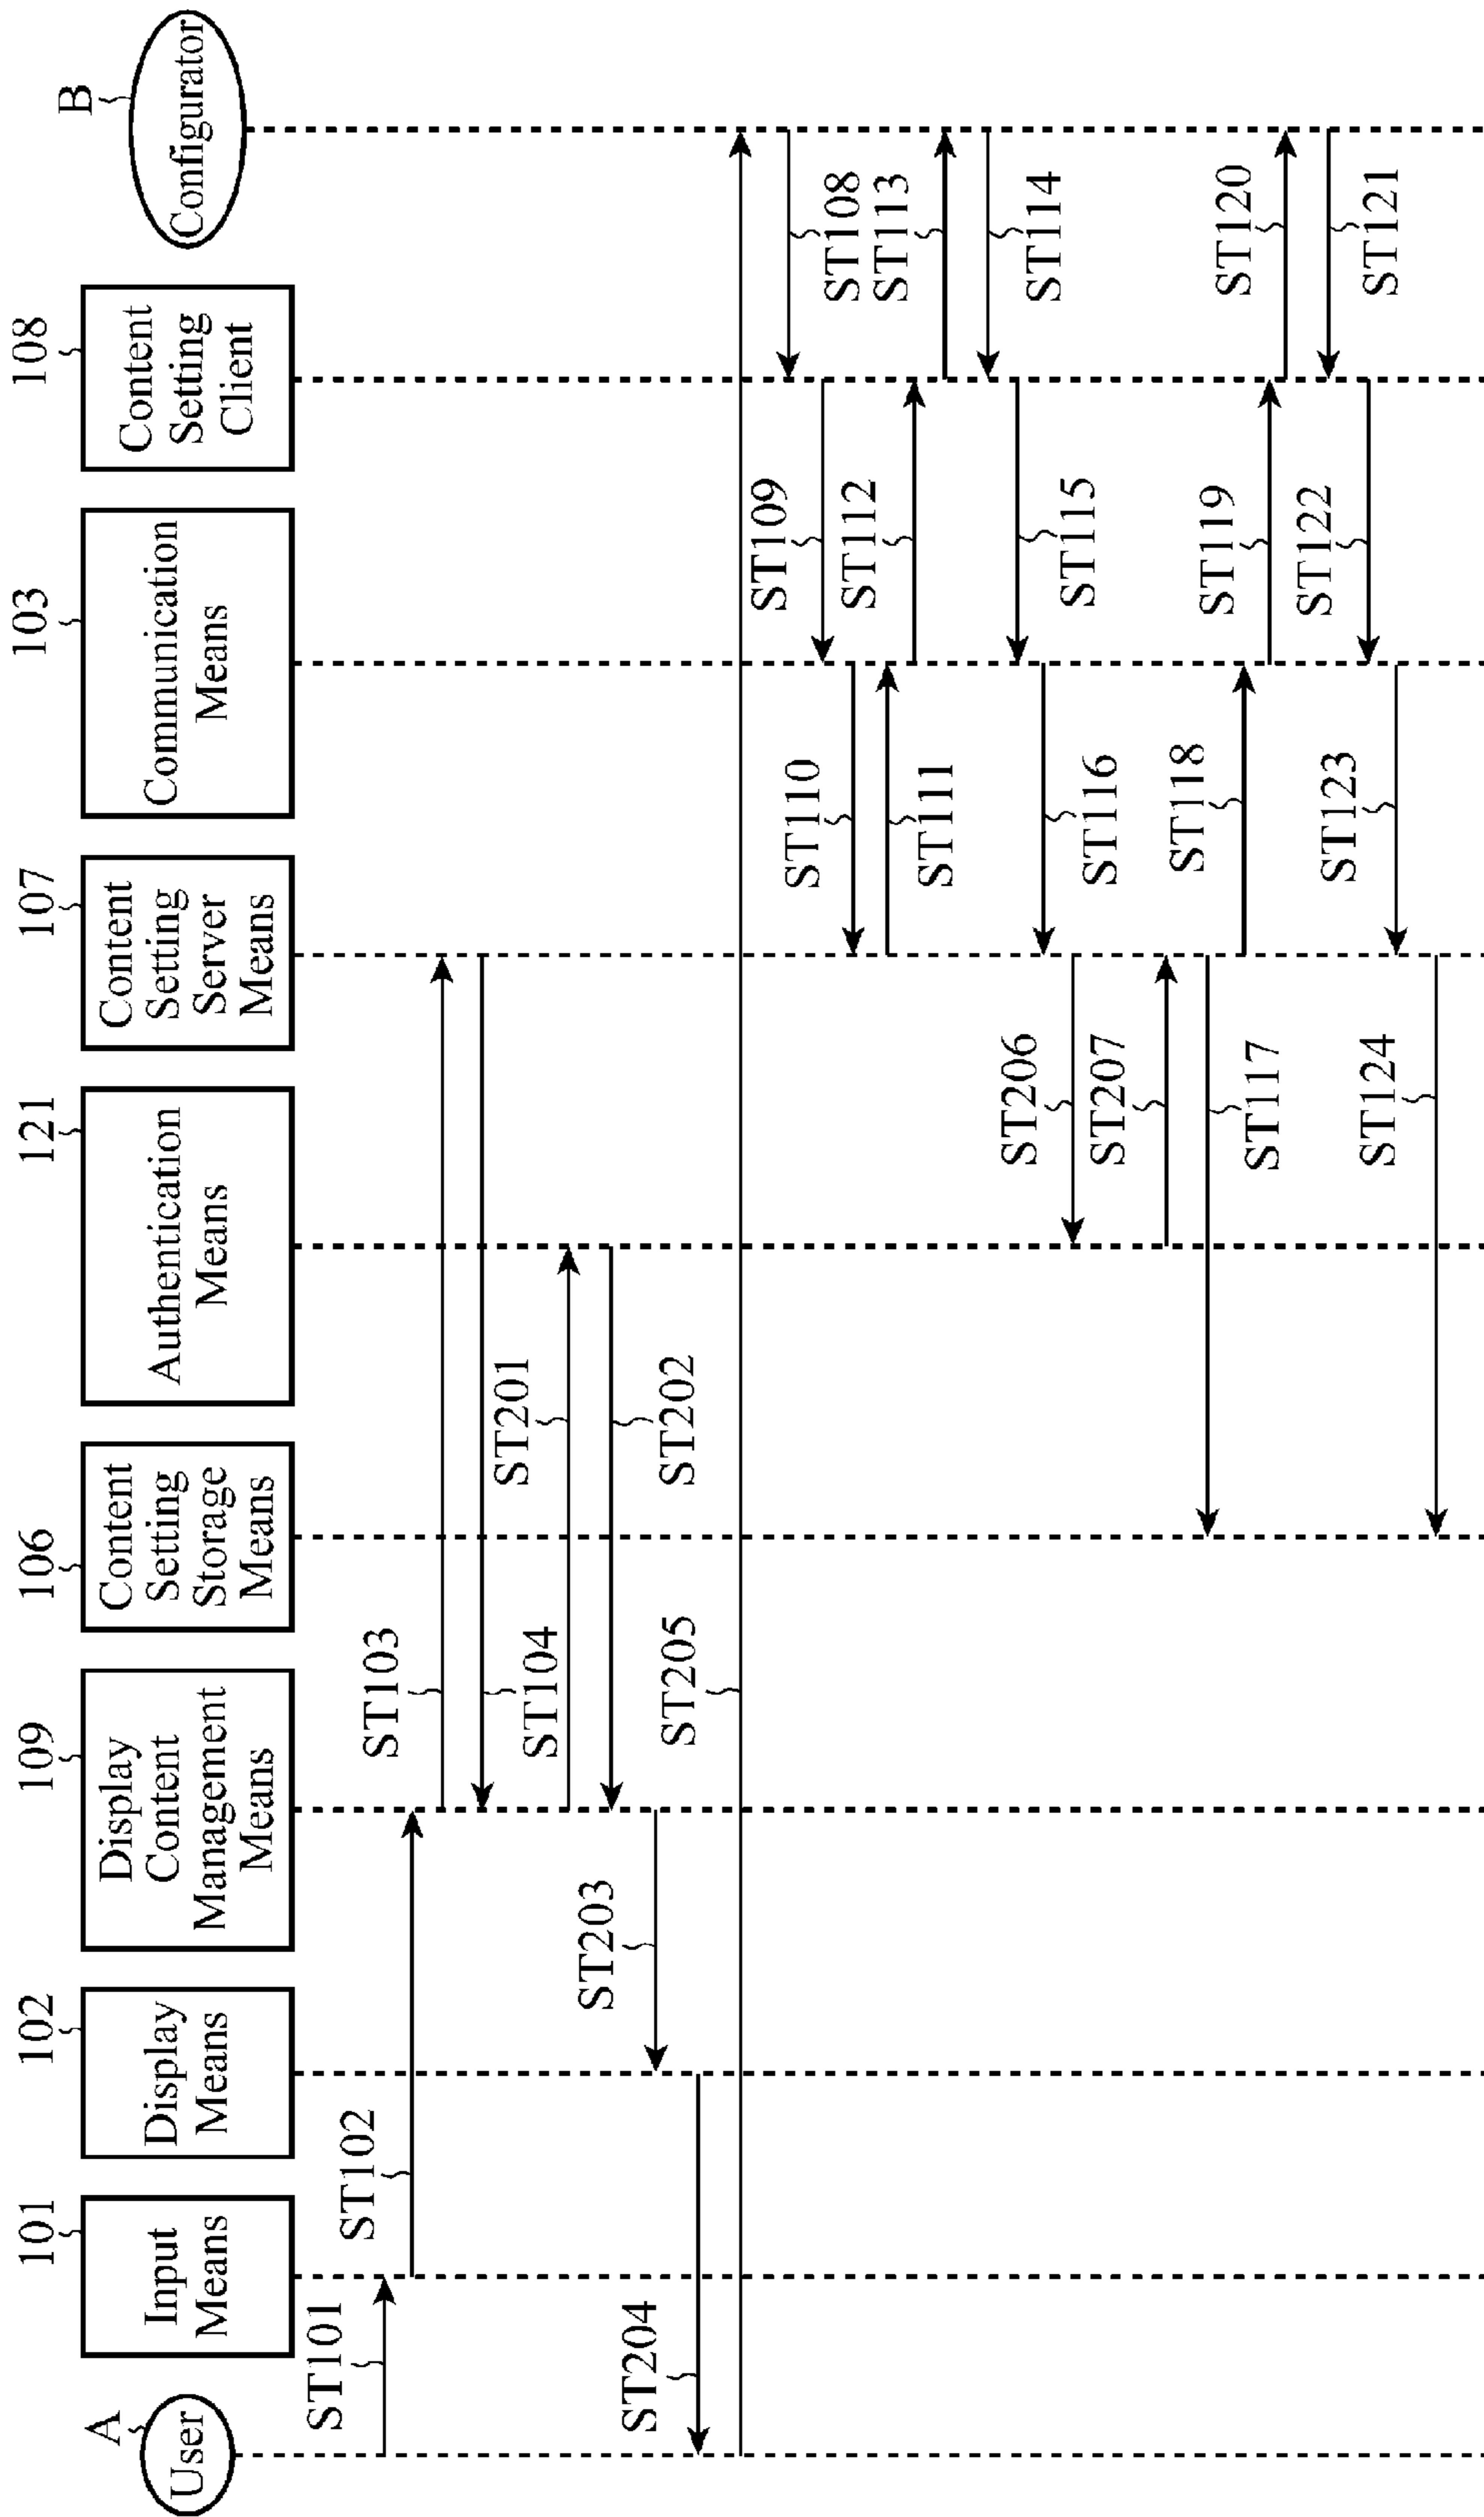 A
User
101
Input
Means
102
Display
Means
109
Display
Content
Management
Means
106
Content
Setting
Storage
Means
121
Authentication
Means
107
Content
Setting
Server
Means
103
Communication
Means
108
Content
Setting
Client
B
Configurator
ST101
ST102
ST103
ST104
ST201
ST202
ST203
ST204
ST205
ST108
ST109
ST110
ST111
ST112
ST113
ST114
ST115
ST116
ST206
ST207
ST117
ST118
ST119
ST120
ST121
ST122
ST123
ST124